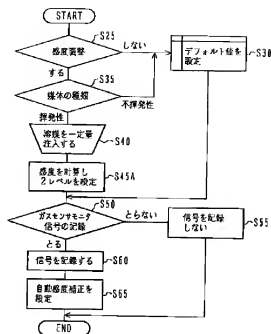 START
S25
感度調整
しない
S30
デフォルト値を
設定
する
S35
媒体の種類
不揮発性
揮発性
溶媒を一定量
注入する
S40
感度を計算し
2レベルを設定
S45A
S50
ガスセンサモニタ
信号の記録
とらない
S55
信号を記録
しない
とる
信号を記録する
S60
自動感度補正を
設定
S65
END